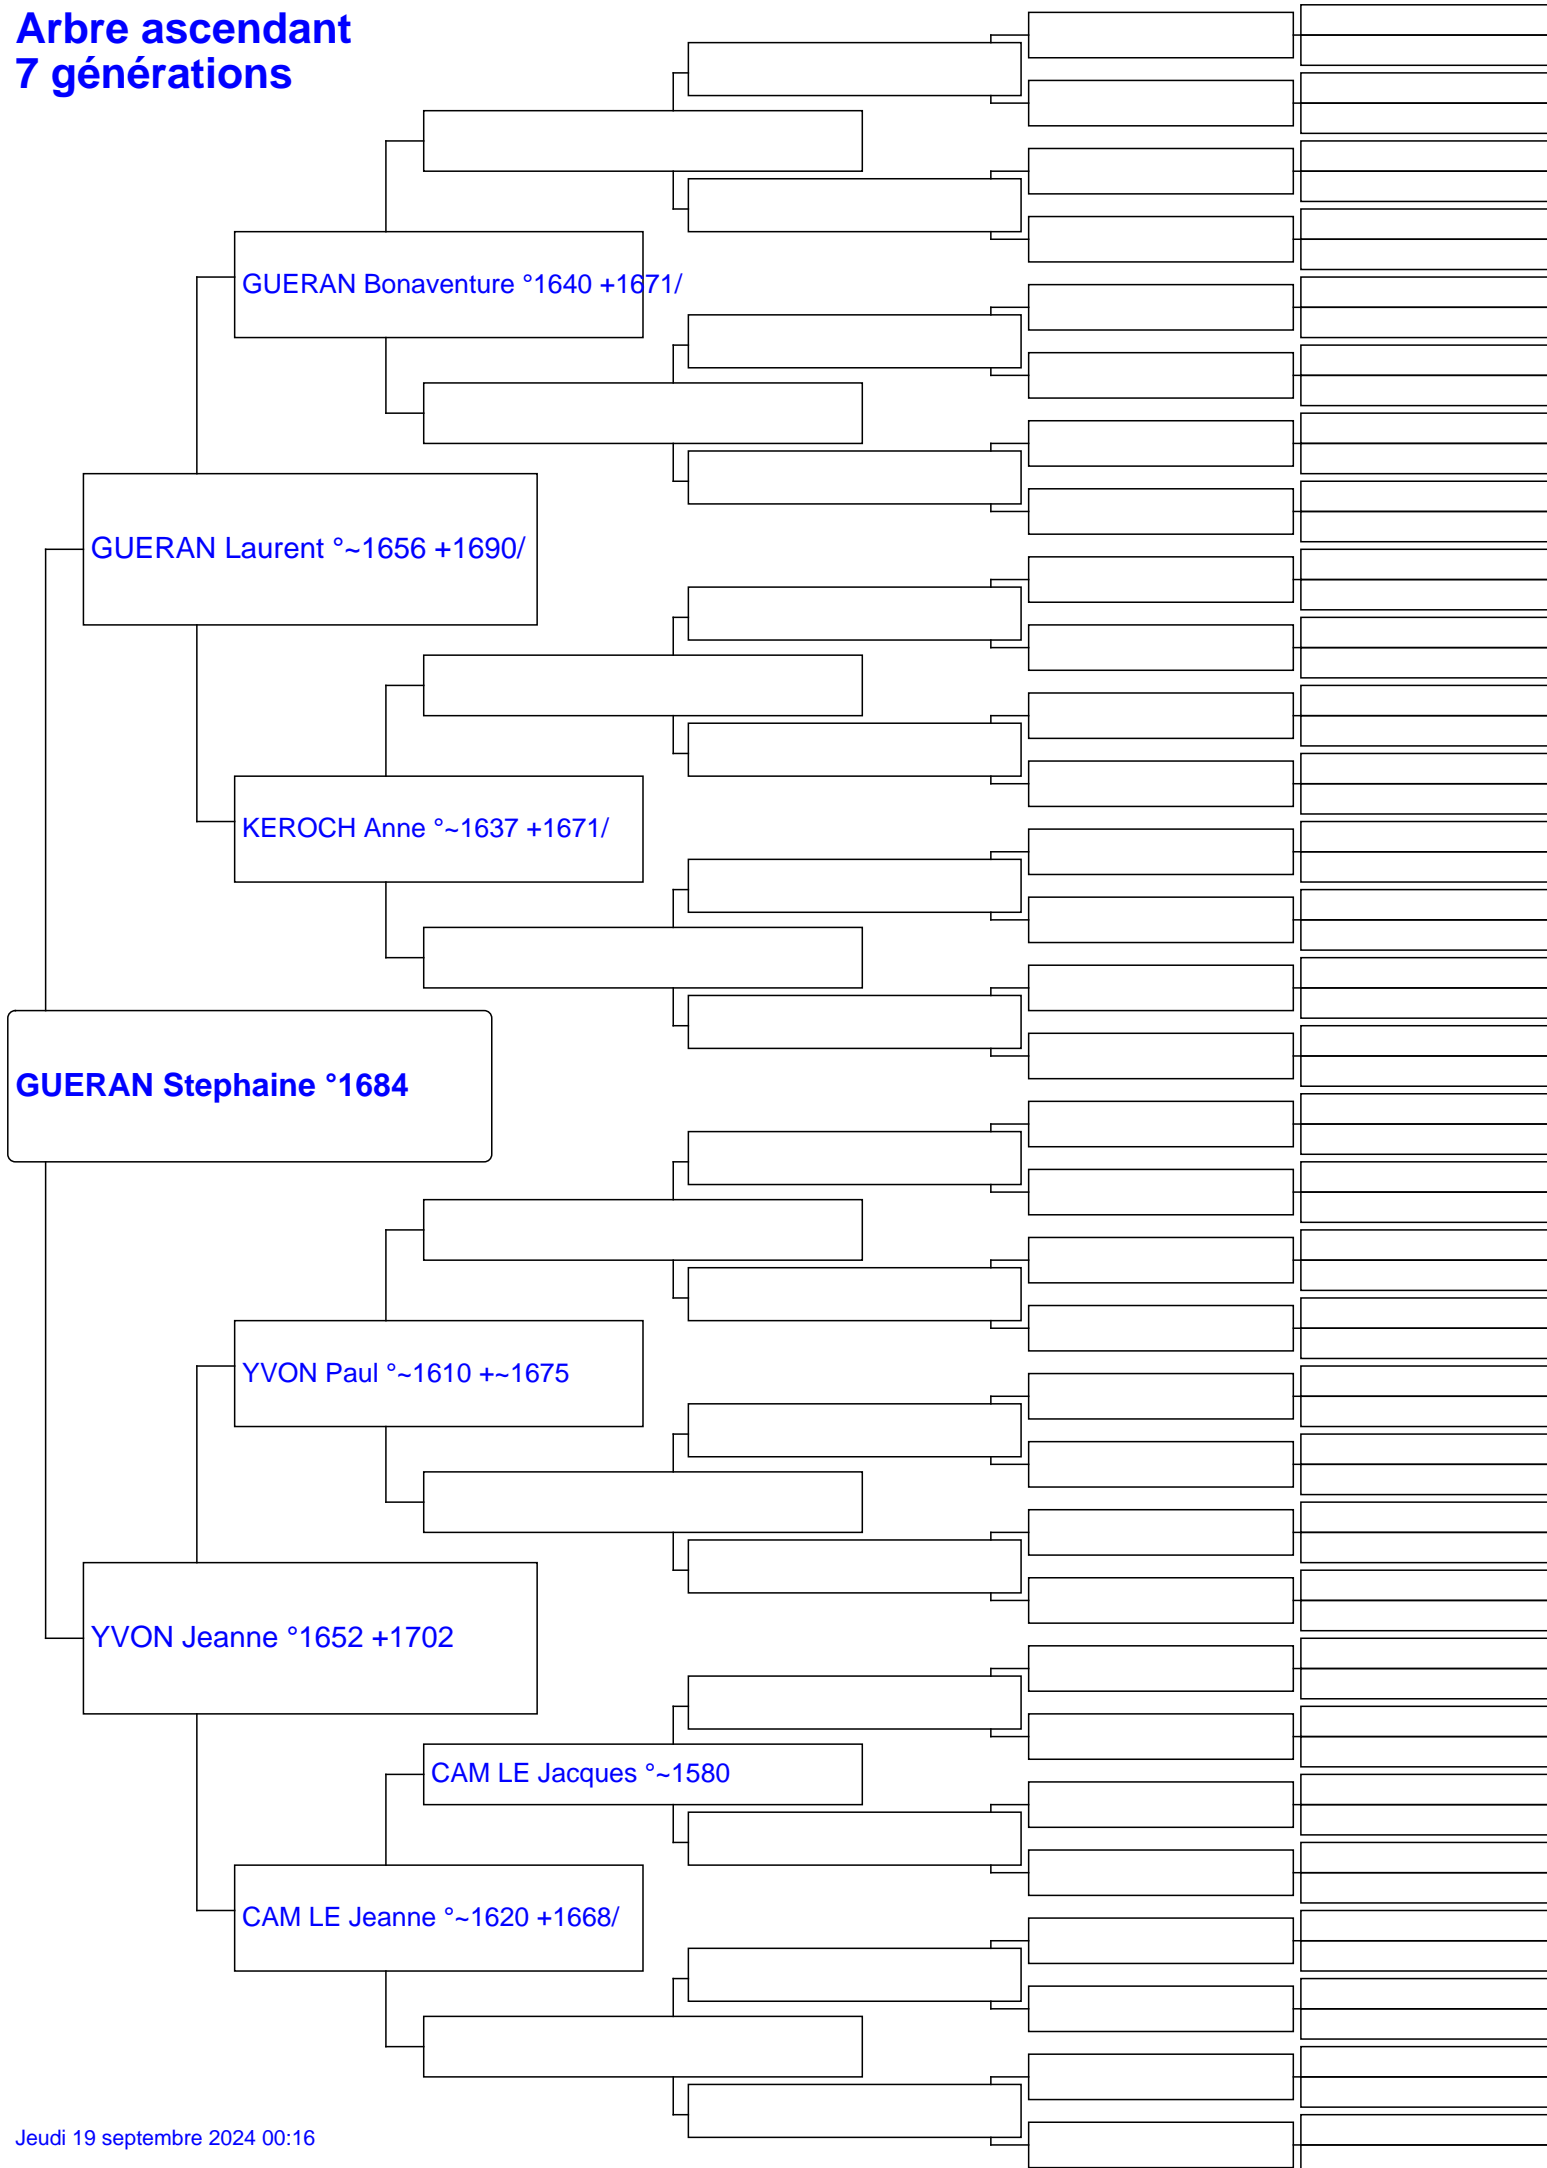 Arbre ascendant
7 générations
GUERAN Bonaventure °1640 +1671/
GUERAN Laurent °~1656 +1690/
KEROCH Anne °~1637 +1671/
GUERAN Stephaine °1684
YVON Paul °~1610 +~1675
YVON Jeanne °1652 +1702
CAM LE Jacques °~1580
CAM LE Jeanne °~1620 +1668/
Jeudi 19 septembre 2024 00:16